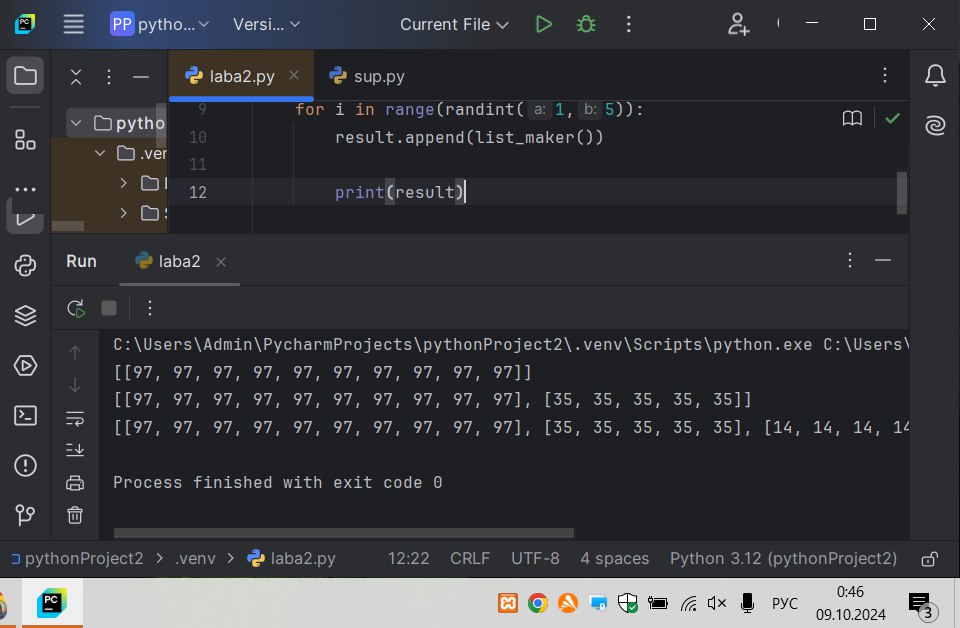 PP pytho... Versi... Current File
laba2.py sup.py
pytho
.ver
9 for i in range(randint( a: 1, b: 5)):
10 result.append(list_maker())
11
12 print(result)
Run laba2
C:\Users\Admin\PycharmProjects\pythonProject2\.venv\Scripts\python.exe C:\Users\
[[97, 97, 97, 97, 97, 97, 97, 97, 97, 97]]
[[97, 97, 97, 97, 97, 97, 97, 97, 97, 97], [35, 35, 35, 35, 35]]
[[97, 97, 97, 97, 97, 97, 97, 97, 97, 97], [35, 35, 35, 35, 35], [14, 14, 14, 14
Process finished with exit code 0
pythonProject2 > .venv > laba2.py 12:22 CRLF UTF-8 4 spaces Python 3.12 (pythonProject2)
PC РУС 0:46
09.10.2024 3